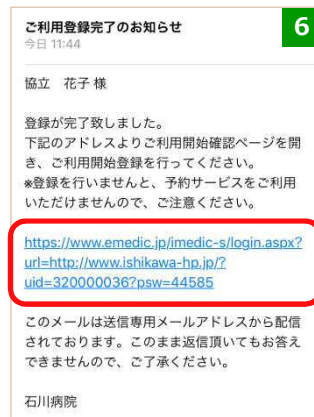 ご利用登録完了のお知らせ
6
今日 11:44
協立 花子 様
登録が完了致しました。
下記のアドレスよりご利用開始確認ページを開
き、ご利用開始登録を行ってください。
※登録を行いませんと、予約サービスをご利用
いただけませんので、ご注意ください。
https://www.emedic.jp/imedic-s/login.aspx?
url=http://www.ishikawa-hp.jp/?
uid=320000036?psw=44585
このメールは送信専用メールアドレスから配信
されております。このまま返信頂いてもお答え
できませんので、ご了承ください。
石川病院